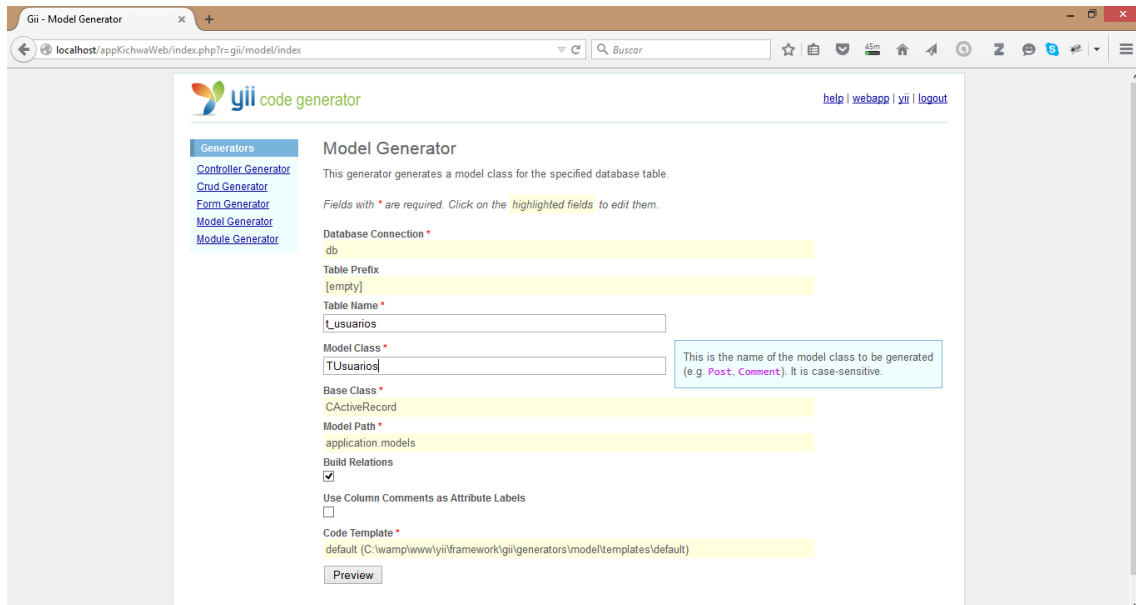 Gii - Model Generator
localhost/appKichwaWeb/index.php?r=gii/model/index
Buscar
45m
yii code generator
help | webapp | yii | logout
Generators
Controller Generator
Crud Generator
Form Generator
Model Generator
Module Generator
Model Generator
This generator generates a model class for the specified database table.
Fields with * are required. Click on the highlighted fields to edit them.
Database Connection *
db
Table Prefix
[empty]
Table Name *
t_usuarios
Model Class *
TUsuarios
This is the name of the model class to be generated
(e.g. Post, Comment). It is case-sensitive.
Base Class *
CActiveRecord
Model Path *
application.models
Build Relations
Use Column Comments as Attribute Labels
Code Template *
default (C:\wamp\www\yii\framework\gii\generators\model\templates\default)
Preview